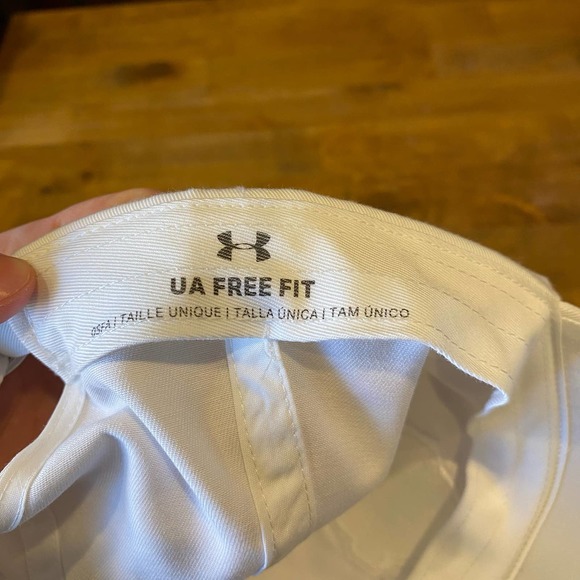 UA FREE FIT
OSFA | TAILLE UNIQUE | TALLA ÚNICA | TAM ÚNICO